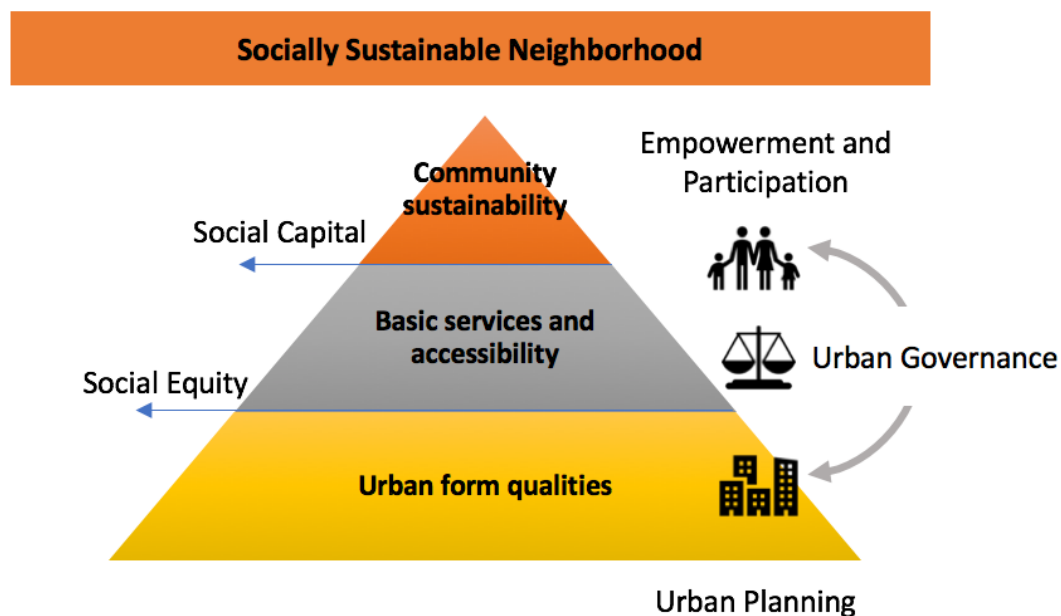 Socially Sustainable Neighborhood
Empowerment and
Participation
Community
sustainability
Social Capital
Basic services and
accessibility
Urban Governance
Social Equity
Urban form qualities
Urban Planning